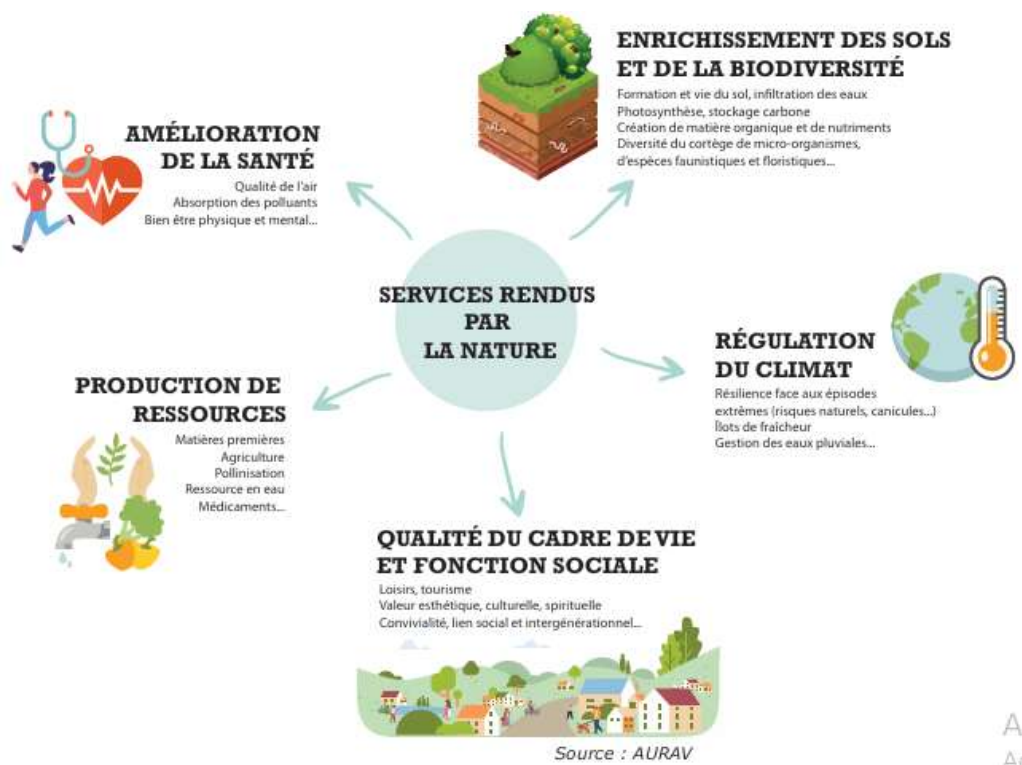 SERVICES RENDUS
PAR
LA NATURE
ENRICHISSEMENT DES SOLS
ET DE LA BIODIVERSITÉ
Formation et vie du sol, infiltration des eaux
Photosynthèse, stockage carbone
Création de matière organique et de nutriments
Diversité du cortège de micro-organismes,
d'espèces faunistiques et floristiques...
AMÉLIORATION
DE LA SANTÉ
Qualité de l'air
Absorption des polluants
Bien être physique et mental...
RÉGULATION
DU CLIMAT
Résilience face aux épisodes
extrêmes (risques naturels, canicules...)
Îlots de fraîcheur
Gestion des eaux pluviales...
PRODUCTION DE
RESSOURCES
Matières premières
Agriculture
Pollinisation
Ressource en eau
Médicaments...
QUALITÉ DU CADRE DE VIE
ET FONCTION SOCIALE
Loisirs, tourisme
Valeur esthétique, culturelle, spirituelle
Convivialité, lien social et intergénérationnel...
Source : AURAV